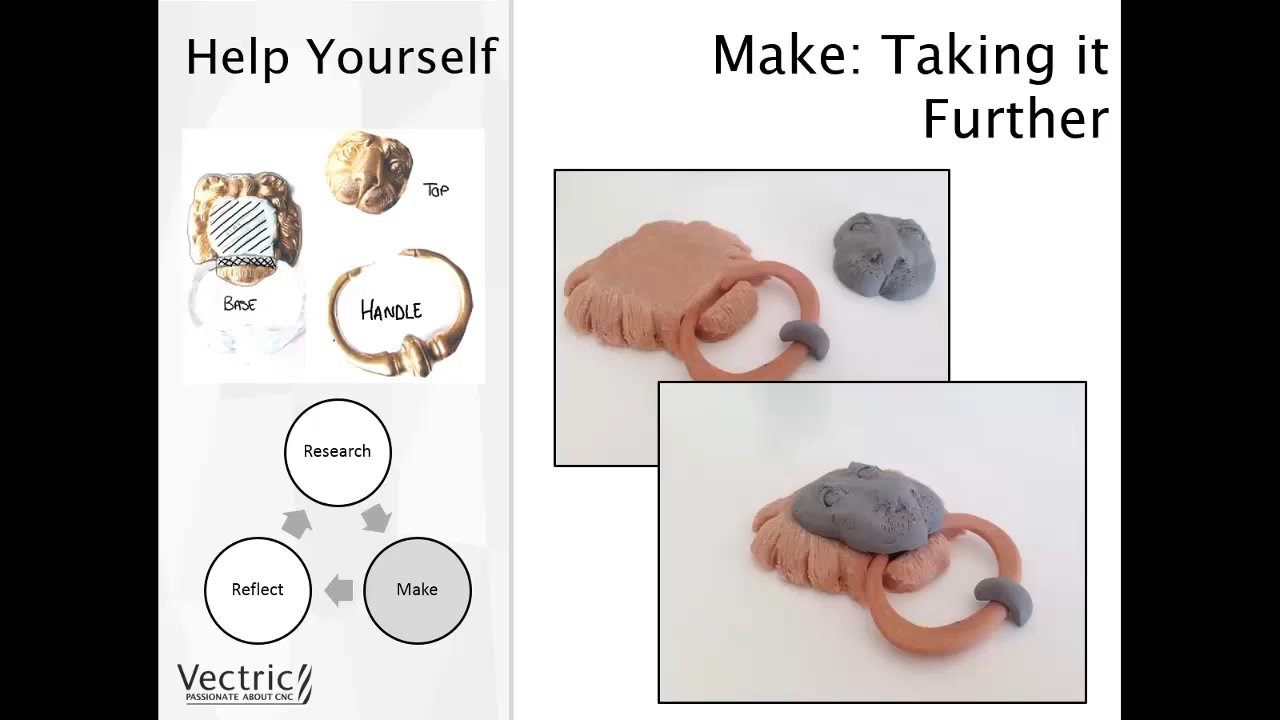 Help Yourself
Make: Taking it
Further
TOP
BASE
HANDLE
Research
Reflect
Make
Vectric
PASSIONATE ABOUT CNC